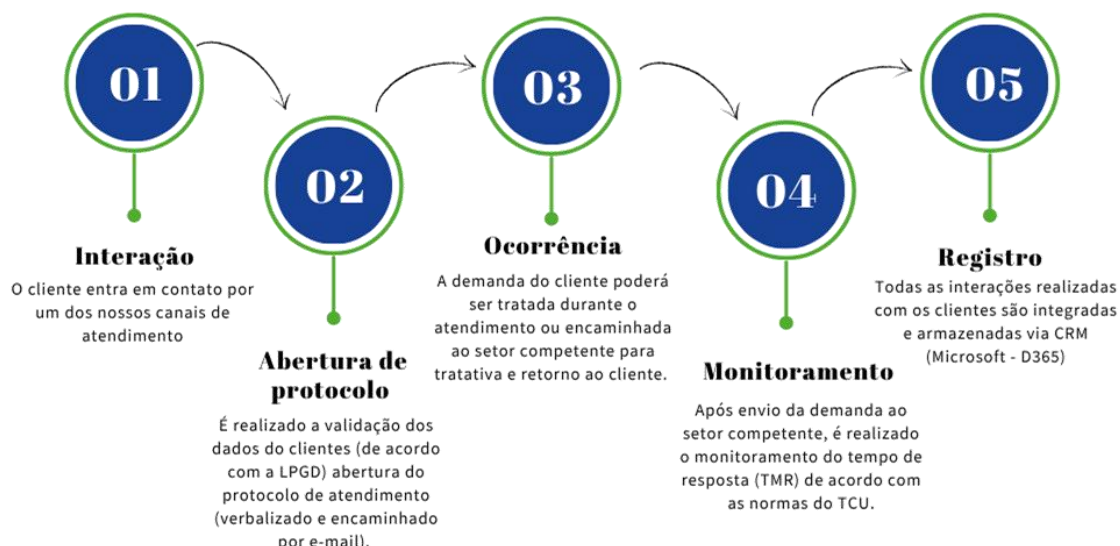 01
Interação
O cliente entra em contato por
um dos nossos canais de
atendimento
02
Abertura de
protocolo
É realizado a validação dos
dados do clientes (de acordo
com a LPGD) abertura do
protocolo de atendimento
(verbalizado e encaminhado
por e-mail).
03
Ocorrência
A demanda do cliente poderá
ser tratada durante o
atendimento ou encaminhada
ao setor competente para
tratativa e retorno ao cliente.
04
Monitoramento
Após envio da demanda ao
setor competente, é realizado
o monitoramento do tempo de
resposta (TMR) de acordo com
as normas do TCU.
05
Registro
Todas as interações realizadas
com os clientes são integradas
e armazenadas via CRM
(Microsoft - D365)